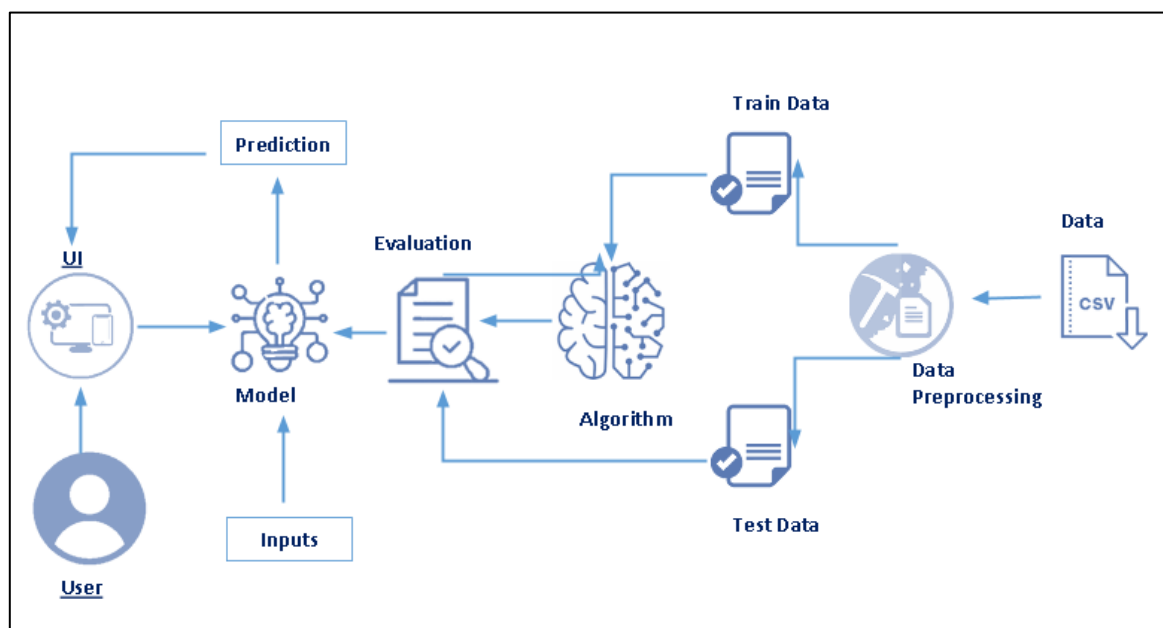 Train Data
Prediction
Data
Evaluation
UI
CSV
Model
Data
Preprocessing
Algorithm
Inputs
Test Data
User